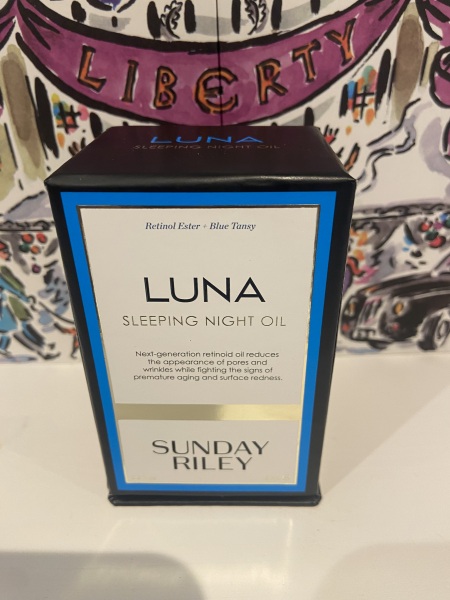 LIBERTY
LUNA
SLEEPING NIGHT OIL
Retinol Ester + Blue Tansy
LUNA
SLEEPING NIGHT OIL
Next-generation retinoid oil reduces
the appearance of pores and
wrinkles while fighting the signs of
premature aging and surface redness.
SUNDAY
RILEY